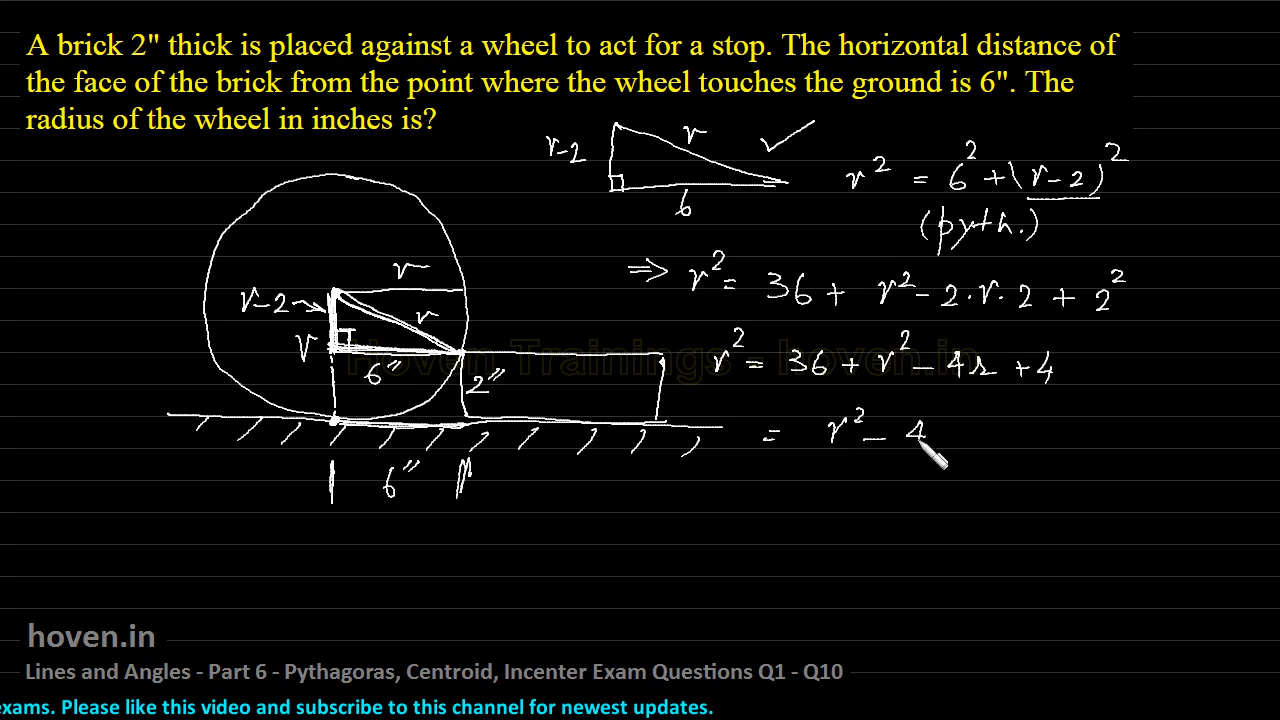 A brick 2" thick is placed against a wheel to act for a stop. The horizontal distance of
the face of the brick from the point where the wheel touches the ground is 6". The
radius of the wheel in inches is?
r-2
r
6
✓
r² = 6² + (r-2)²
(pyth.)
⇒ r² = 36 + r² - 2·r·2 + 2²
r² = 36 + r² - 4r + 4
= r² - 4
r
r-2
r
r
6"
2"
6"
Hoven Trainings - hoven.in
hoven.in
Lines and Angles - Part 6 - Pythagoras, Centroid, Incenter Exam Questions Q1 - Q10
exams. Please like this video and subscribe to this channel for newest updates.